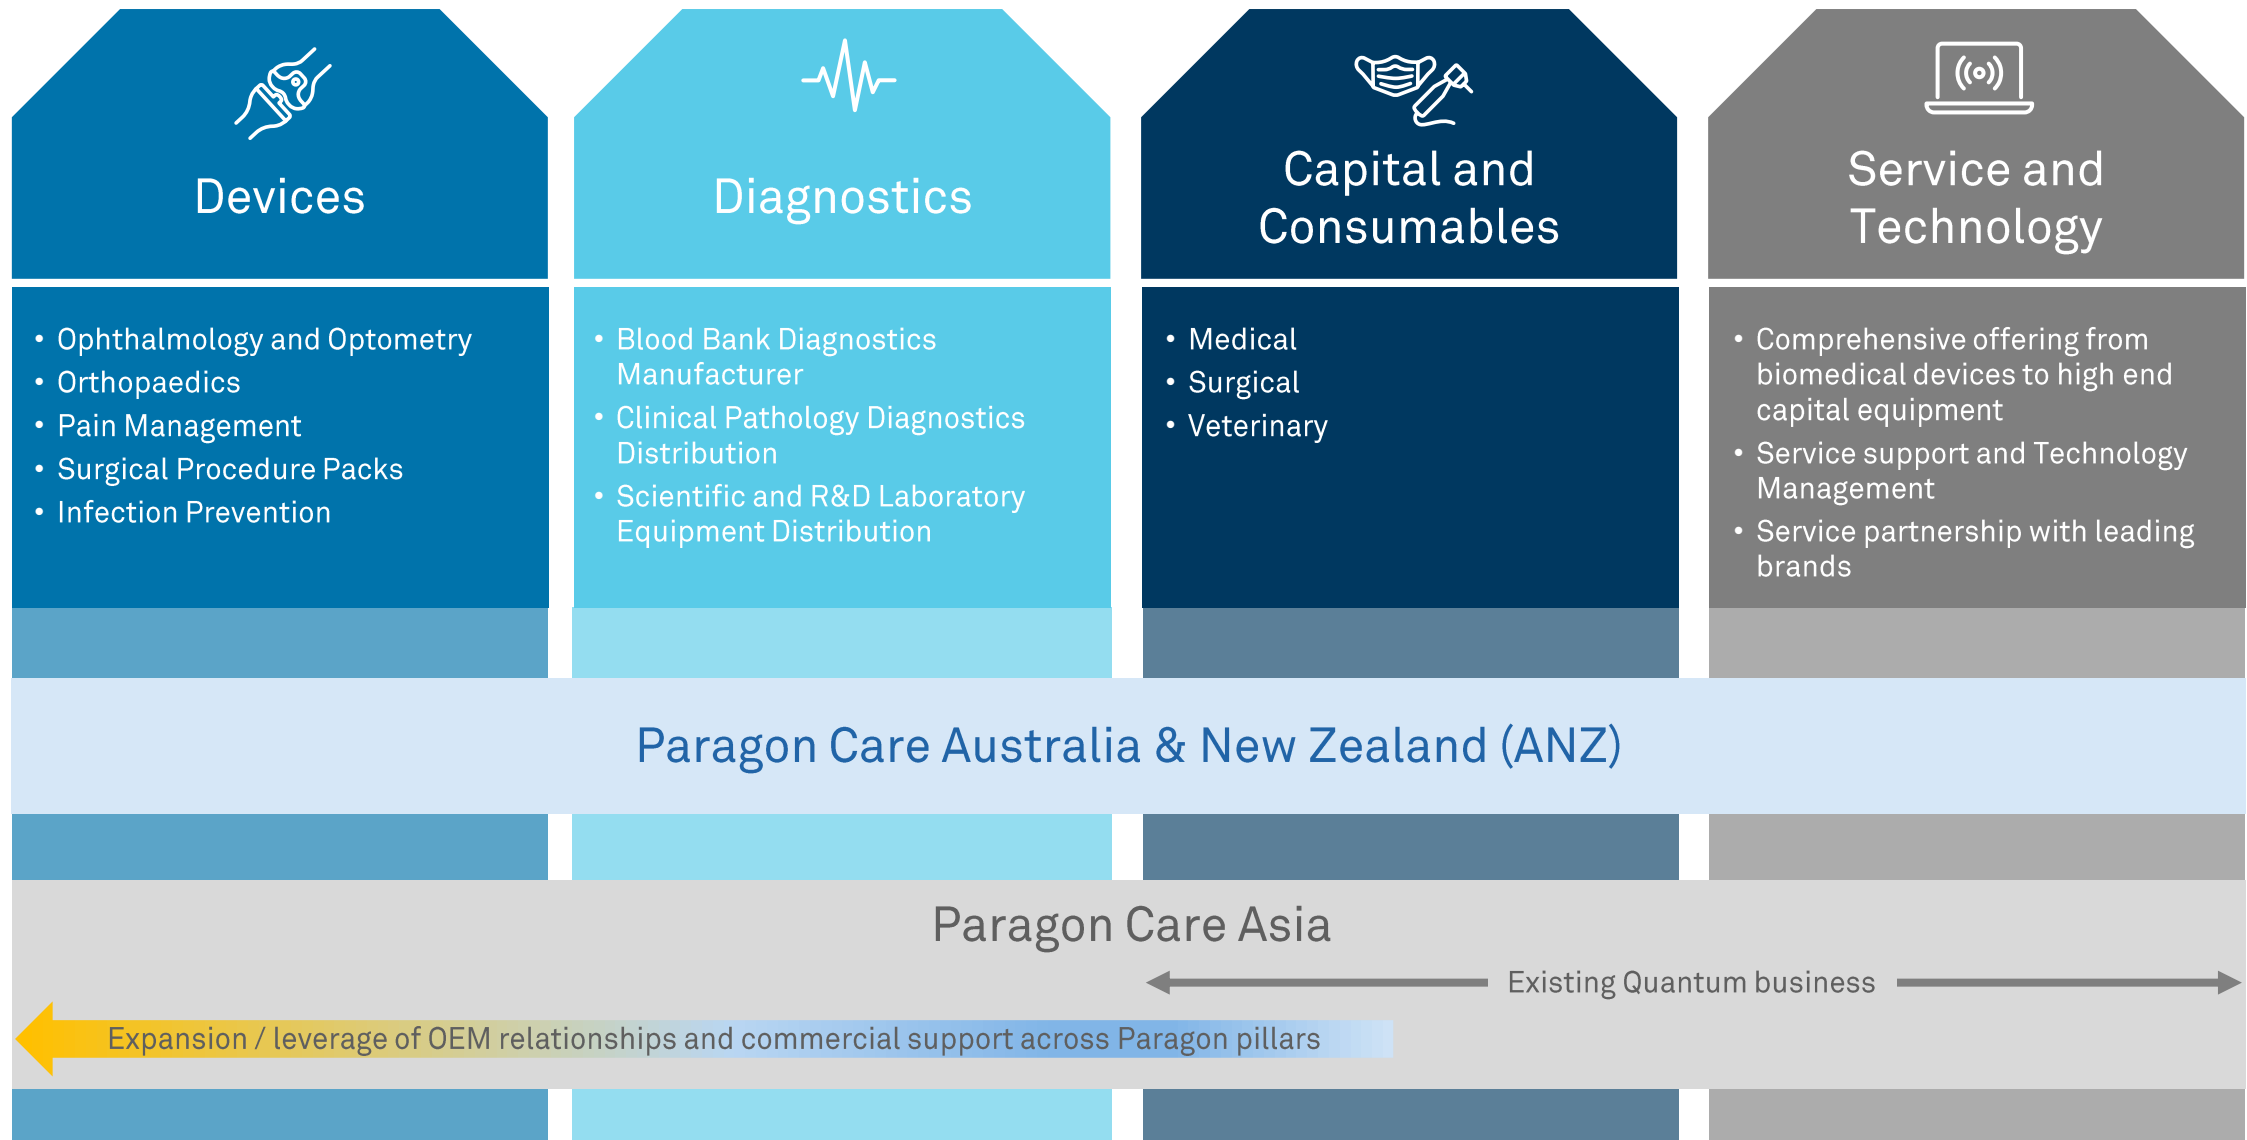 Devices
Diagnostics
Capital and
Consumables
Service and
Technology
• Ophthalmology and Optometry
• Orthopaedics
• Pain Management
• Surgical Procedure Packs
• Infection Prevention
• Blood Bank Diagnostics
Manufacturer
• Clinical Pathology Diagnostics
Distribution
• Scientific and R&D Laboratory
Equipment Distribution
• Medical
• Surgical
• Veterinary
• Comprehensive offering from
biomedical devices to high end
capital equipment
• Service support and Technology
Management
• Service partnership with leading
brands
Paragon Care Australia & New Zealand (ANZ)
Paragon Care Asia
Existing Quantum business
Expansion / leverage of OEM relationships and commercial support across Paragon pillars